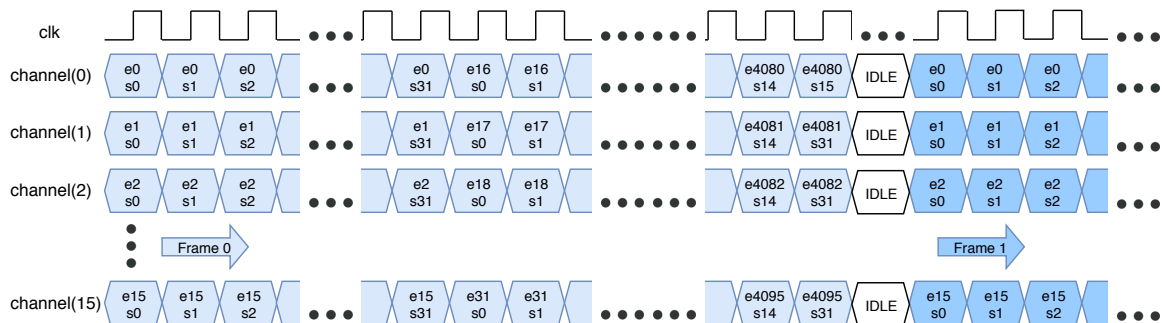 clk
channel(0) e0 e0 e0 e0 e16 e16 e4080 e4080 IDLE e0 e0 e0
s0 s1 s2 s31 s0 s1 s14 s15 s0 s1 s2
channel(1) e1 e1 e1 e1 e17 e17 e4081 e4081 IDLE e1 e1 e1
s0 s1 s2 s31 s0 s1 s14 s31 s0 s1 s2
channel(2) e2 e2 e2 e2 e18 e18 e4082 e4082 IDLE e2 e2 e2
s0 s1 s2 s31 s0 s1 s14 s31 s0 s1 s2
Frame 0 Frame 1
channel(15) e15 e15 e15 e15 e31 e31 e4095 e4095 IDLE e15 e15 e15
s0 s1 s2 s31 s0 s1 s14 s31 s0 s1 s2